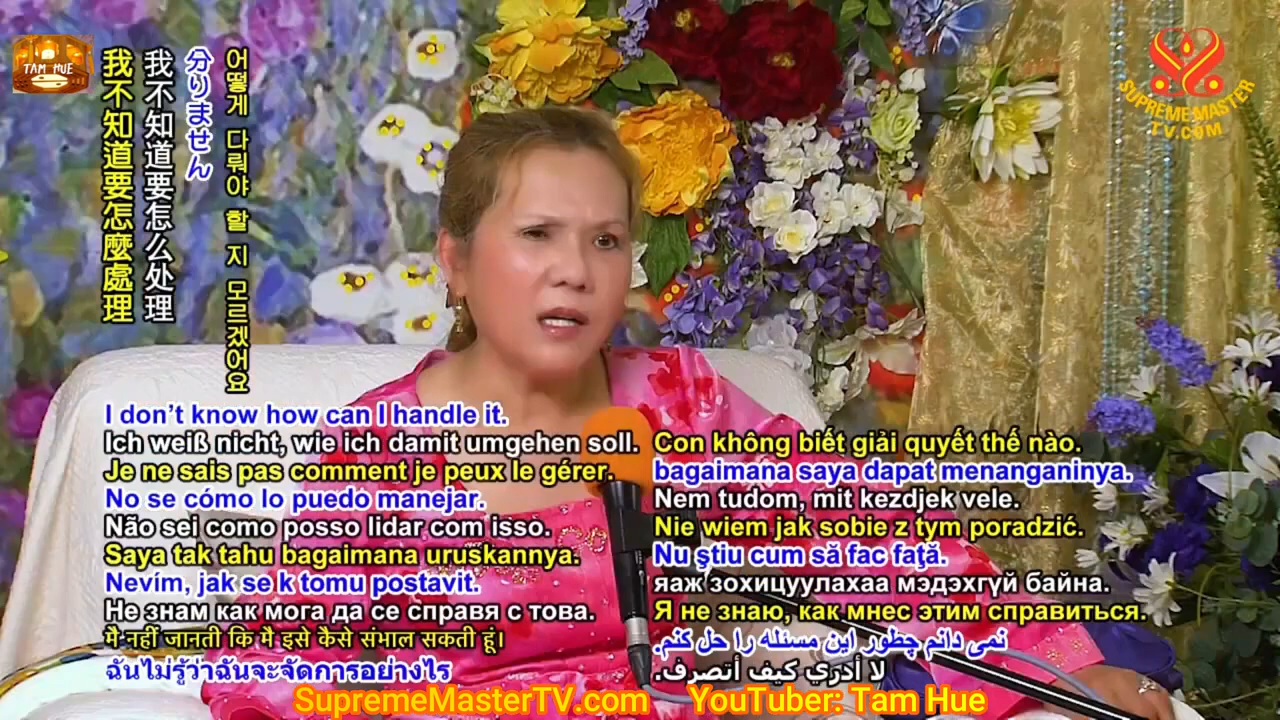 TAM HUE
SUPREME MASTER
TV.COM
어떻게 다뤄야 할 지 모르겠어요
分りません
我不知道要怎么处理
我不知道要怎麼處理
I don't know how can I handle it.
Ich weiß nicht, wie ich damit umgehen soll.
Je ne sais pas comment je peux le gérer.
No se cómo lo puedo manejar.
Não sei como posso lidar com isso.
Saya tak tahu bagaimana uruskannya.
Nevím, jak se k tomu postavit.
Не знам как мога да се справя с това.
मै नहीं जानती कि मै इसे कैसे संभाल सकती हूं।
ฉันไม่รู้ว่าฉันจะจัดการอย่างไร
Con không biết giải quyết thế nào.
bagaimana saya dapat menanganinya.
Nem tudom, mit kezdjek vele.
Nie wiem jak sobie z tym poradzić.
Nu ştiu cum să fac faţă.
яаж зохицуулахаа мэдэхгүй байна.
Я не знаю, как мнес этим справиться.
نمی دانم چطور این مسئله را حل کنم.
لا أدري كيف أتصرف.
SupremeMasterTV.com YouTuber: Tam Hue